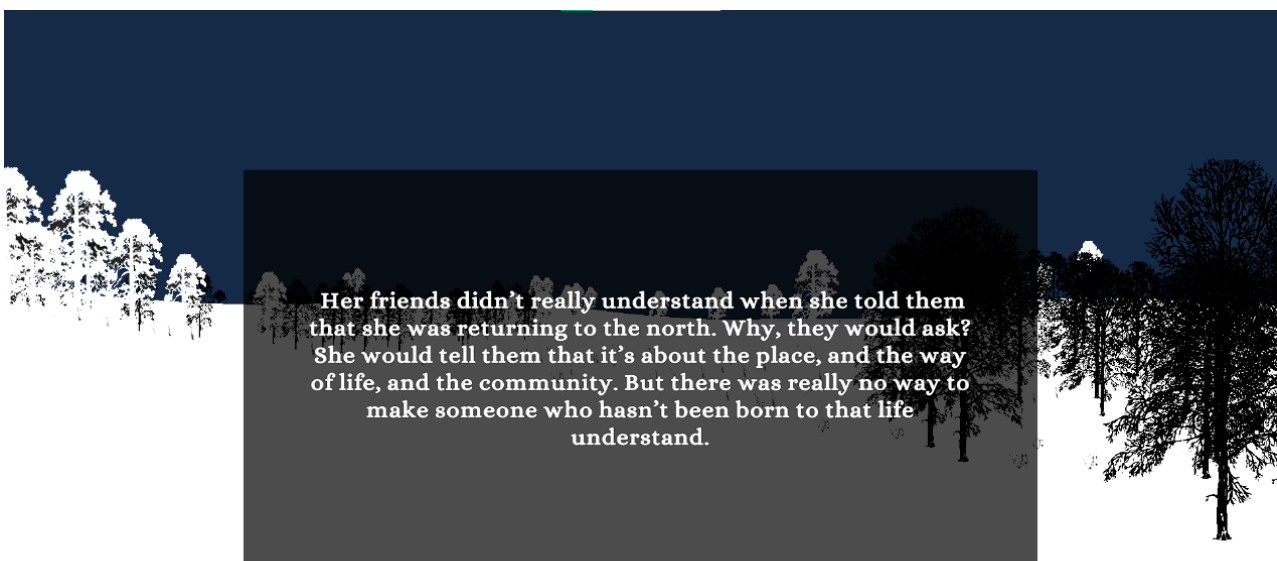 Her friends didn’t really understand when she told them
that she was returning to the north. Why, they would ask?
She would tell them that it’s about the place, and the way
of life, and the community. But there was really no way to
make someone who hasn’t been born to that life
understand.